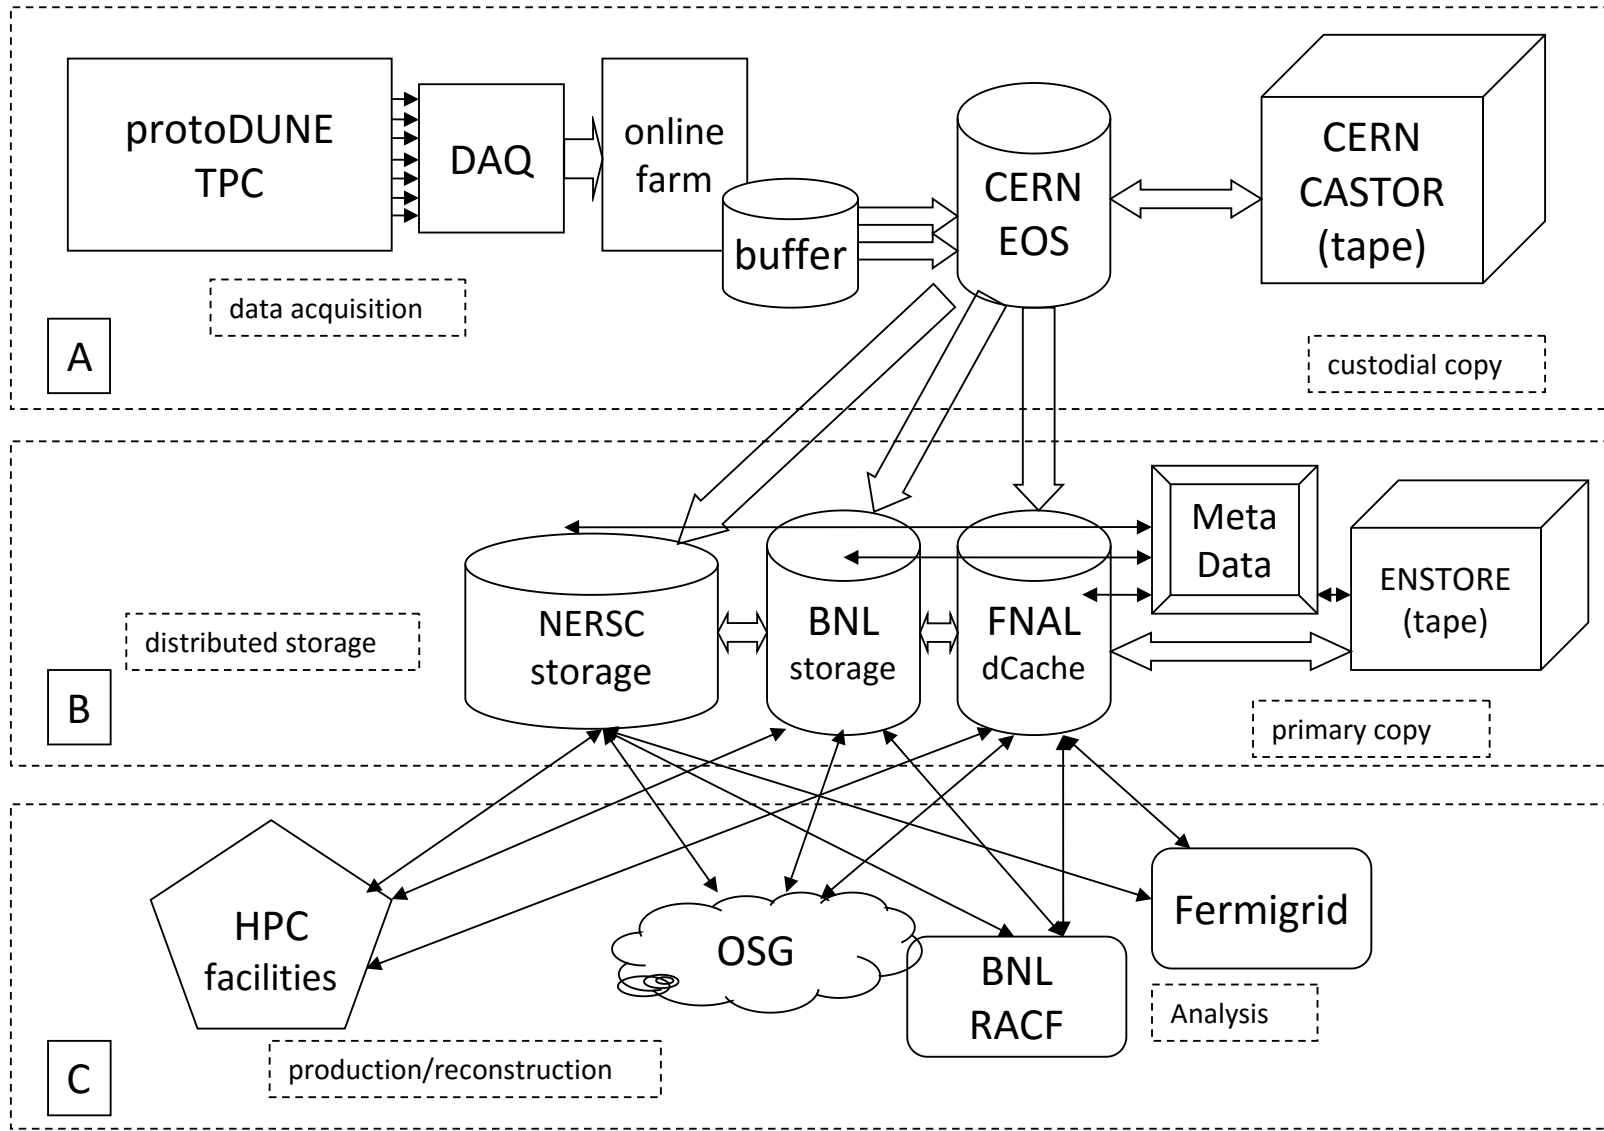 protoDUNE
TPC
DAQ
online
farm
buffer
CERN
EOS
CERN
CASTOR
(tape)
data acquisition
A
custodial copy
Meta
Data
ENSTORE
(tape)
NERSC
storage
BNL
storage
FNAL
dCache
distributed storage
B
primary copy
HPC
facilities
OSG
BNL
RACF
Fermigrid
Analysis
production/reconstruction
C